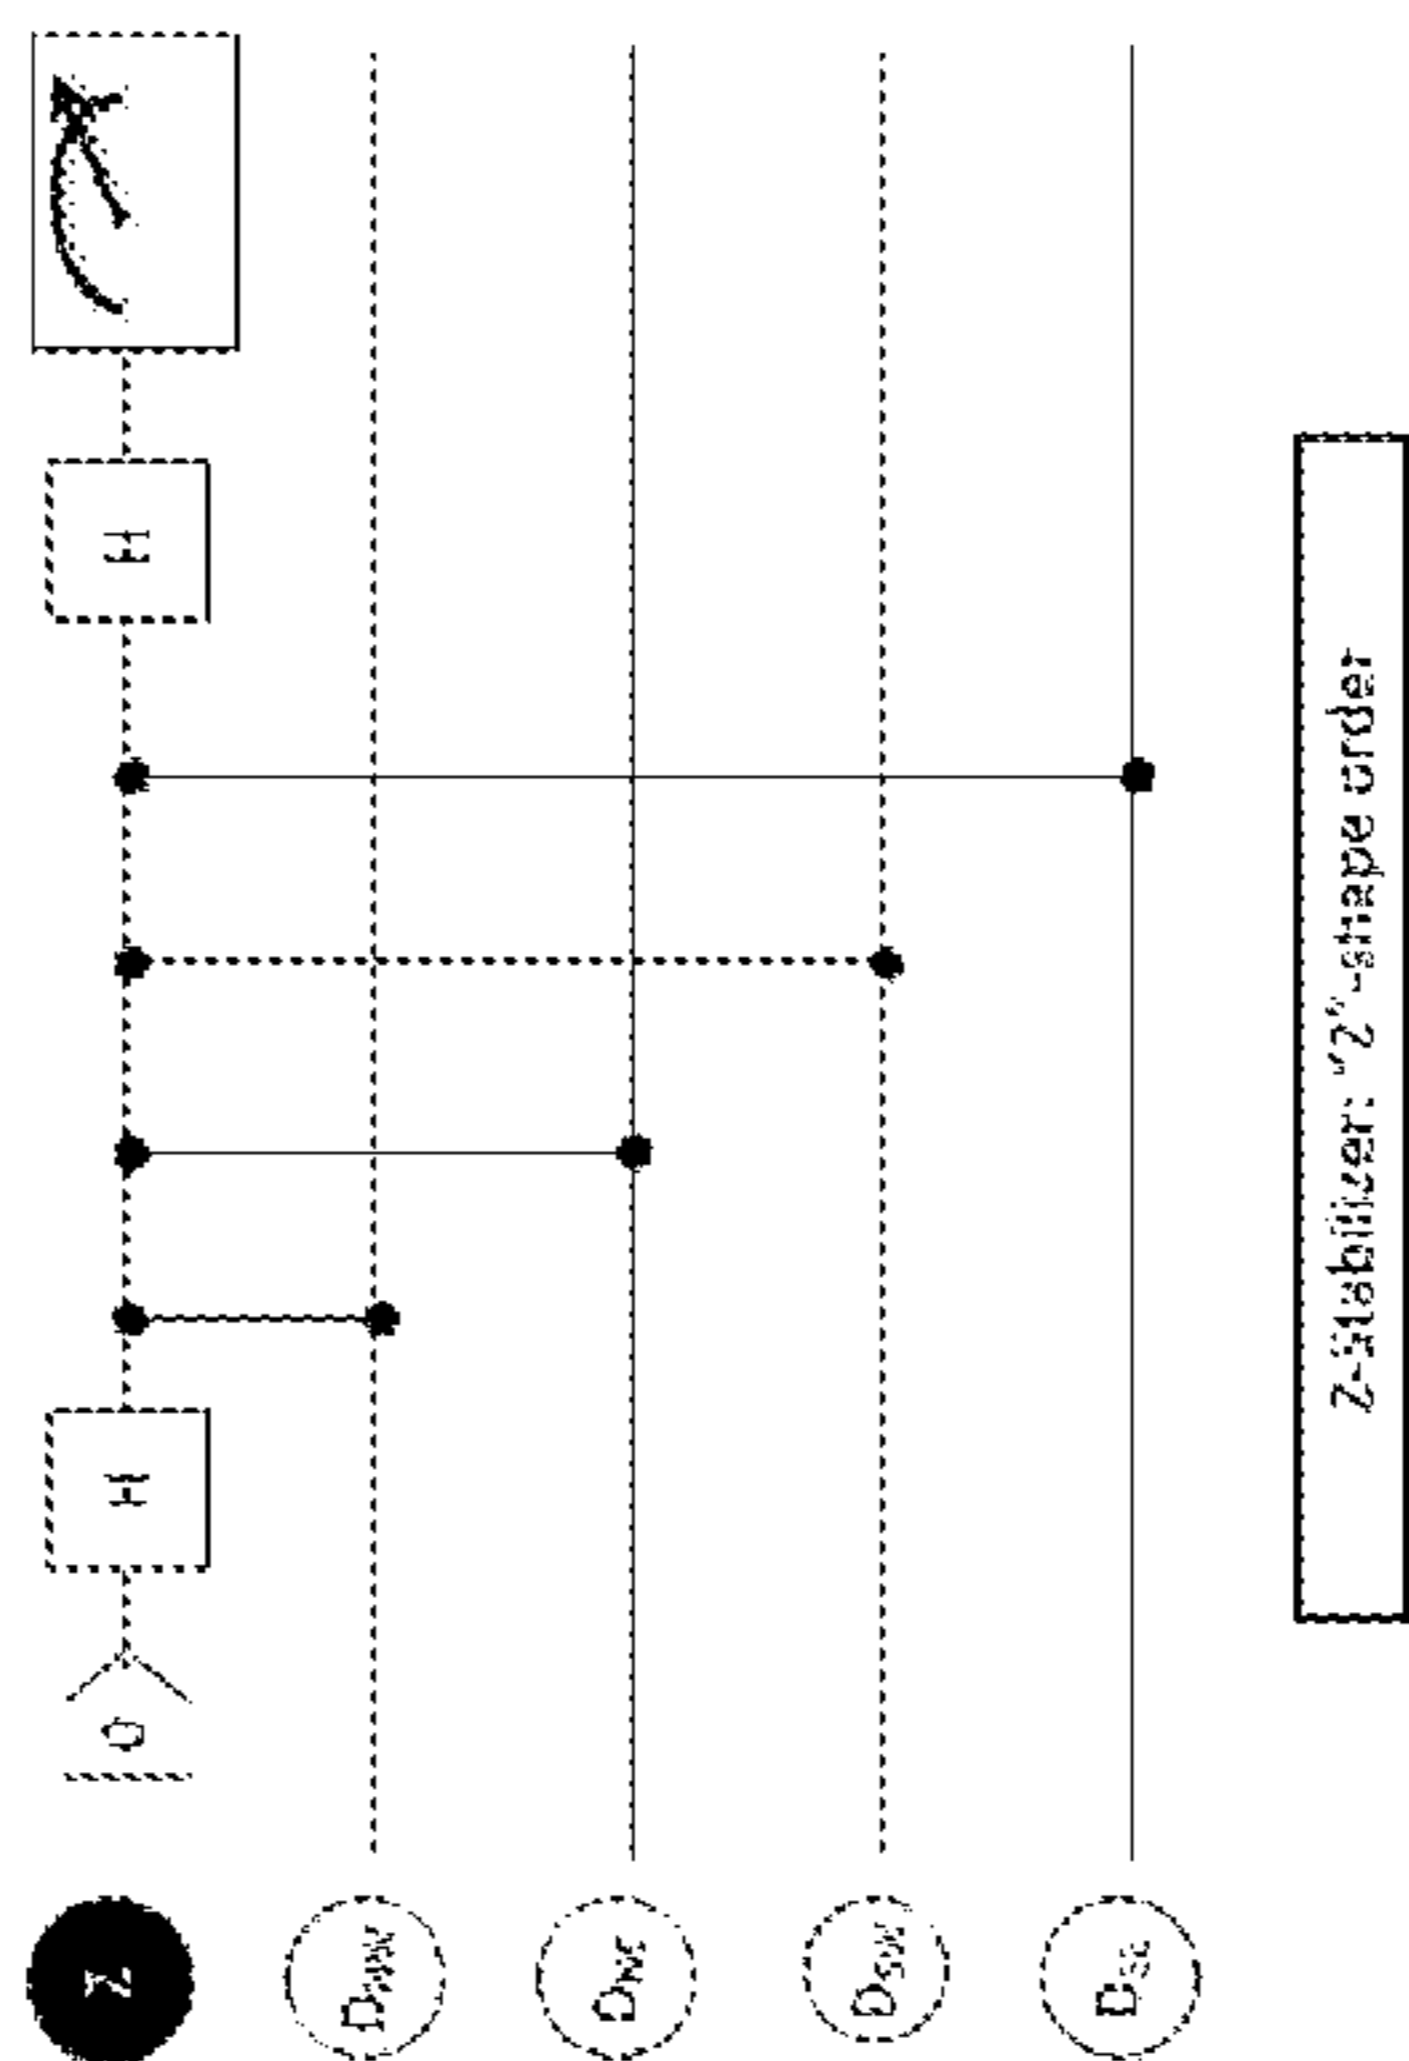 Z
|0⟩
H
H
D_NW
D_NE
D_SW
D_SE
Z-Stabilizer: "Z"-shape order